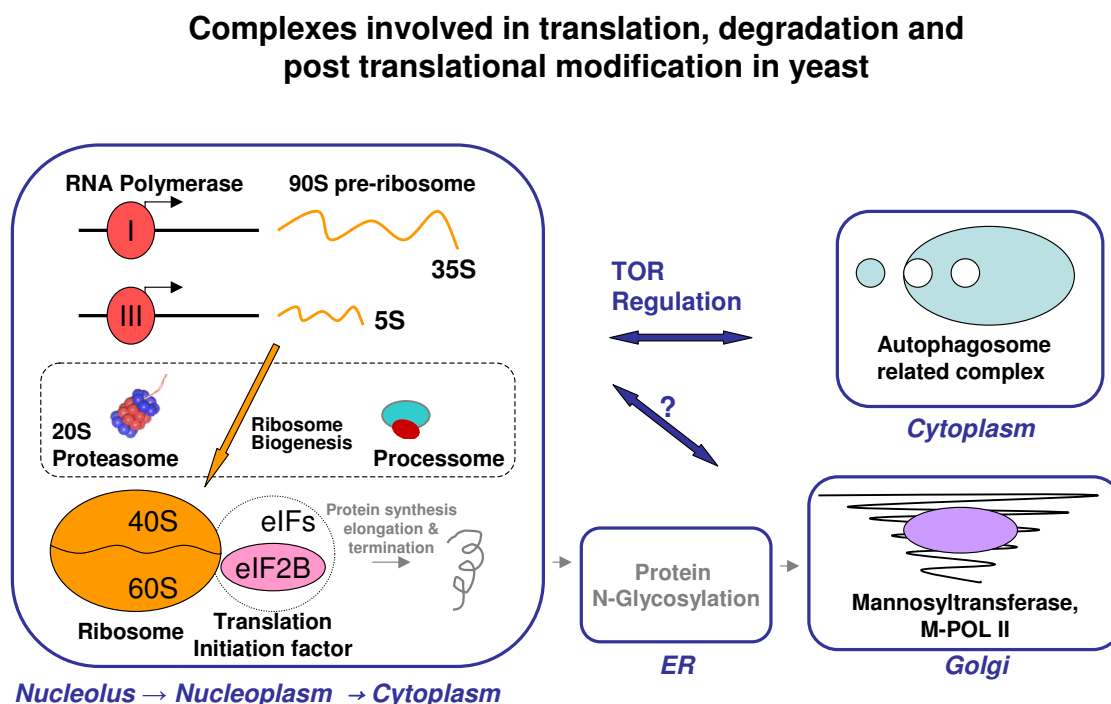 Complexes involved in translation, degradation and
post translational modification in yeast
RNA Polymerase
90S pre-ribosome
I
35S
III
5S
20S
Proteasome
Ribosome
Biogenesis
Processome
40S
60S
Ribosome
eIFs
eIF2B
Translation
Initiation factor
Protein synthesis
elongation &
termination
Nucleolus → Nucleoplasm → Cytoplasm
TOR
Regulation
?
Autophagosome
related complex
Cytoplasm
Protein
N-Glycosylation
ER
Mannosyltransferase,
M-POL II
Golgi